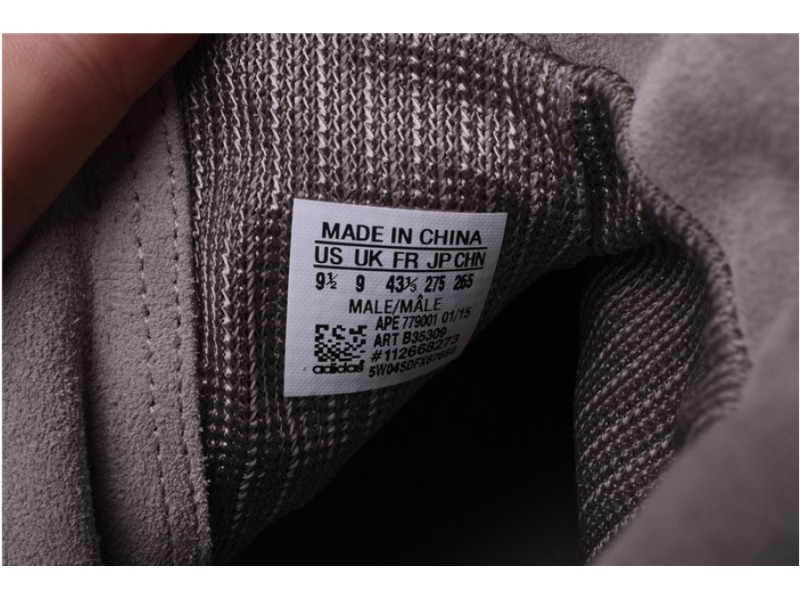 MADE IN CHINA
US UK FR JP CHN
9½ 9 43⅓ 275 265
MALE/MÂLE
APE 779001 01/15
ART B35309
#112668273
adidas